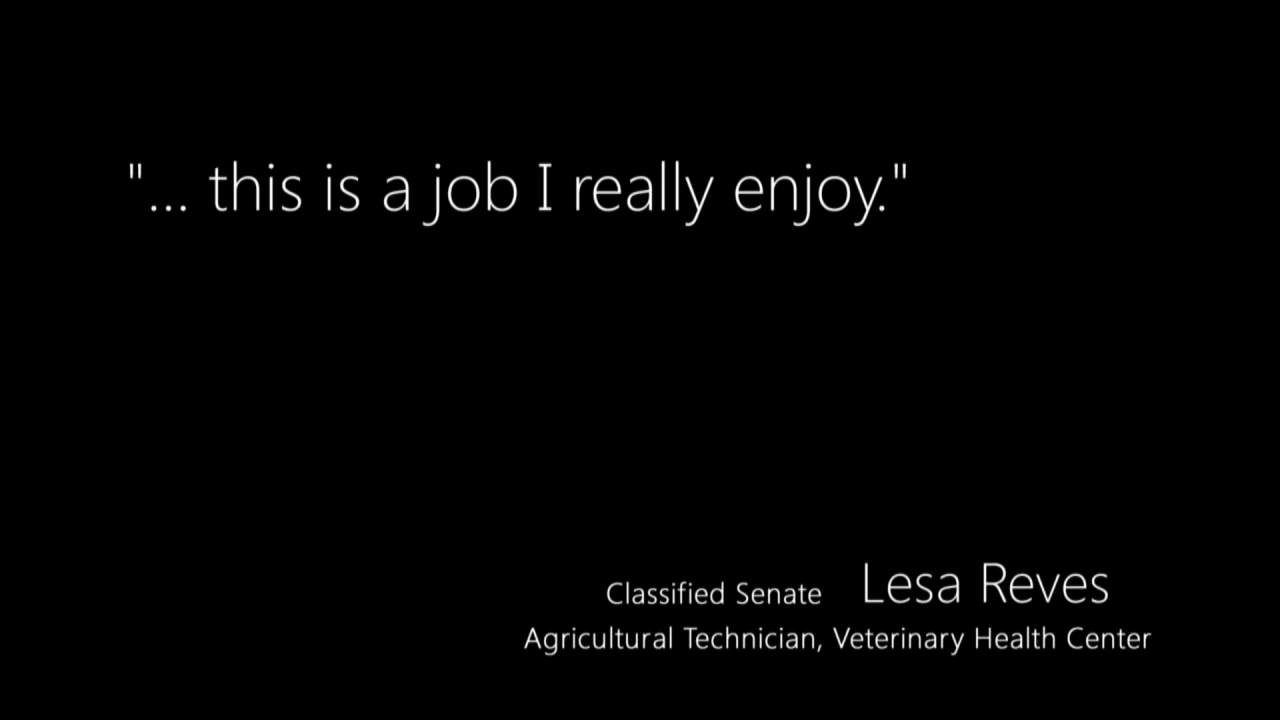 "... this is a job I really enjoy."
Classified Senate Lesa Reves
Agricultural Technician, Veterinary Health Center